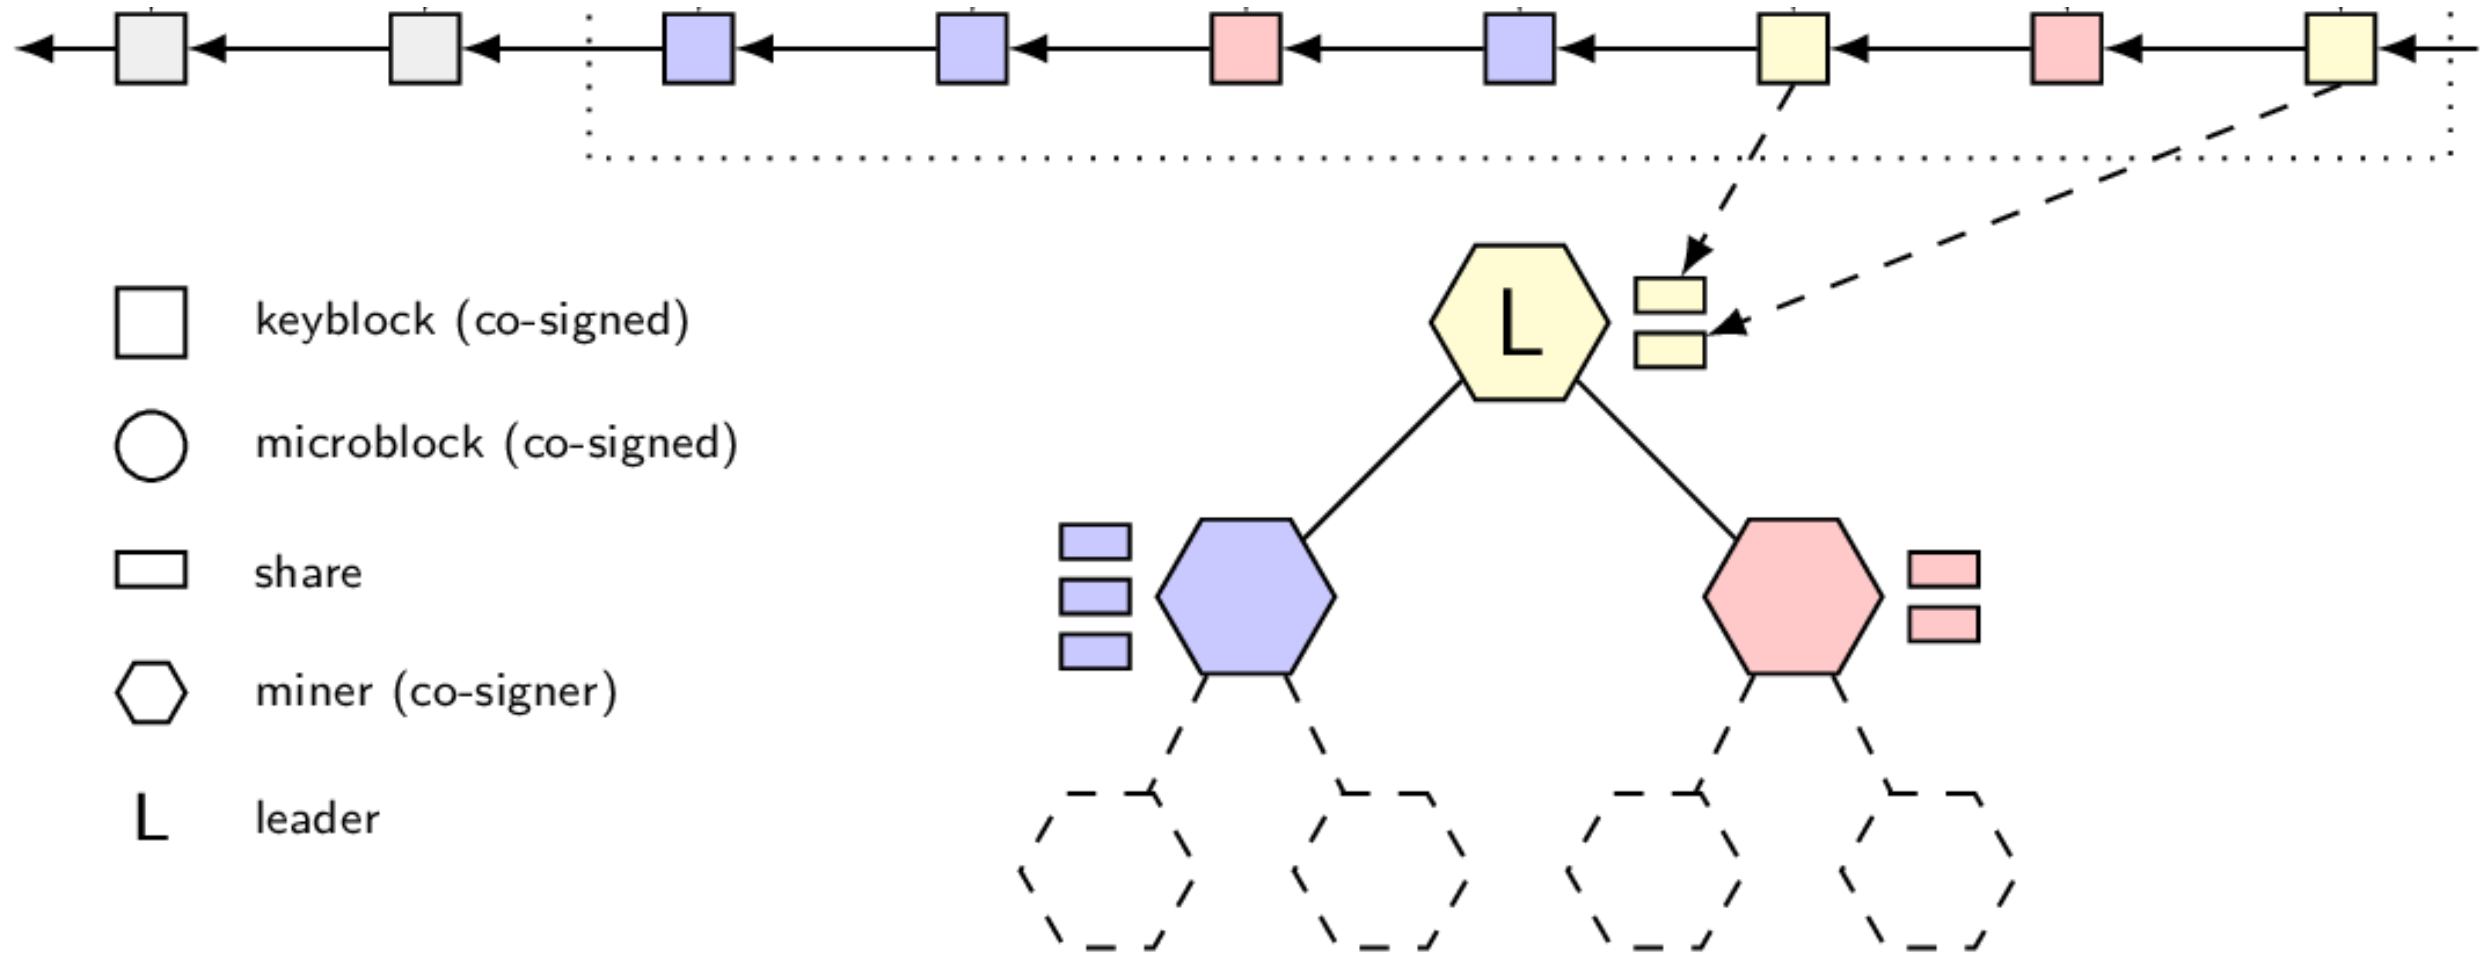 keyblock (co-signed)
L
microblock (co-signed)
share
miner (co-signer)
L leader